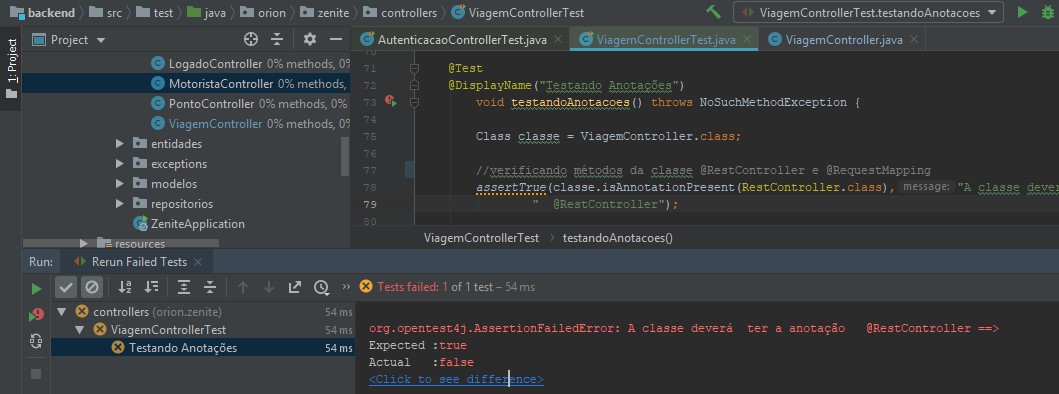 backend › src › test › java › orion › zenite › controllers › ViagemControllerTest
ViagemControllerTest.testandoAnotacoes
1: Project
Project
AutenticacaoControllerTest.java
ViagemControllerTest.java
ViagemController.java
LogadoController 0% methods, 0%
MotoristaController 0% methods,
PontoController 0% methods, 0%
ViagemController 0% methods, 0%
entidades
exceptions
modelos
repositorios
ZeniteApplication
resources
71 @Test
72 @DisplayName("Testando Anotações")
73 void testandoAnotacoes() throws NoSuchMethodException {
74
75 Class classe = ViagemController.class;
76
77 //verificando métodos da classe @RestController e @RequestMapping
78 assertTrue(classe.isAnnotationPresent(RestController.class), message: "A classe dever
79 " @RestController");
80
ViagemControllerTest › testandoAnotacoes()
Run: Rerun Failed Tests
Tests failed: 1 of 1 test – 54 ms
controllers (orion.zenite) 54 ms
ViagemControllerTest 54 ms
Testando Anotações 54 ms
org.opentest4j.AssertionFailedError: A classe deverá ter a anotação @RestController ==>
Expected :true
Actual :false
<Click to see difference>